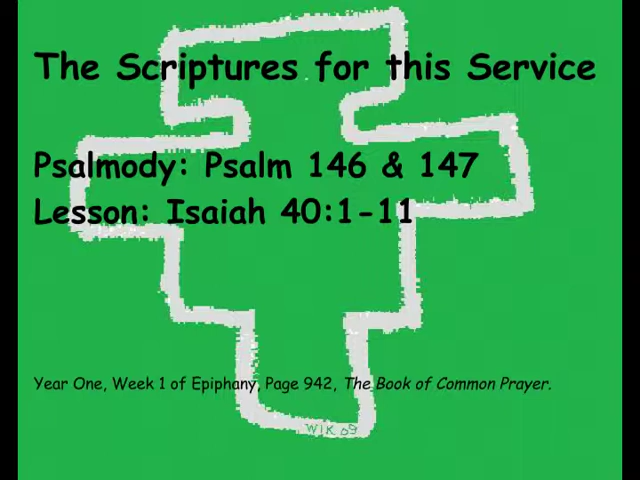 The Scriptures for this Service
Psalmody: Psalm 146 & 147
Lesson: Isaiah 40:1-11
Year One, Week 1 of Epiphany, Page 942, The Book of Common Prayer.
WIK 09